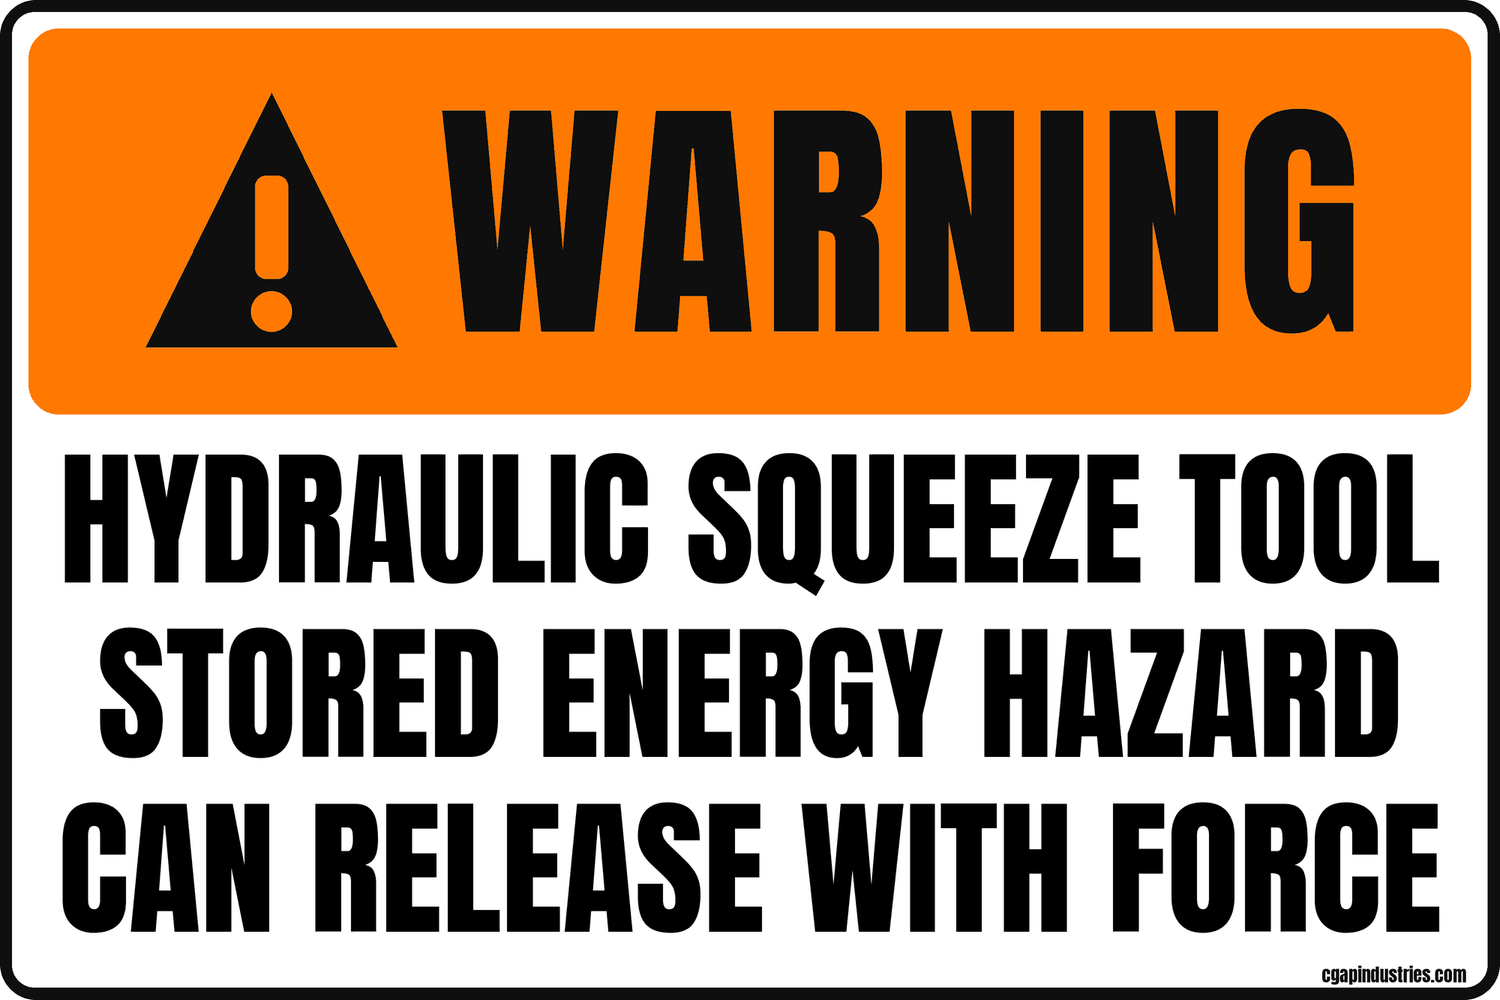 WARNING
HYDRAULIC SQUEEZE TOOL
STORED ENERGY HAZARD
CAN RELEASE WITH FORCE
cgapindustries.com